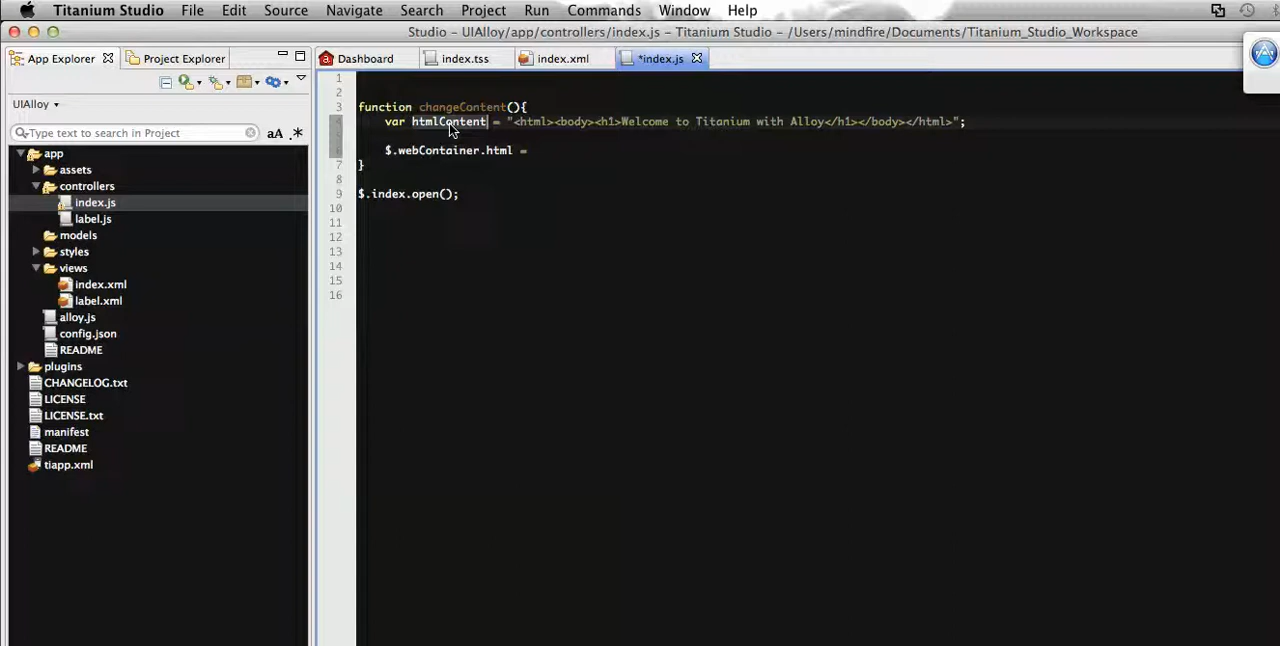 Titanium Studio File Edit Source Navigate Search Project Run Commands Window Help
Studio - UIAlloy/app/controllers/index.js - Titanium Studio - /Users/mindfire/Documents/Titanium_Studio_Workspace
App Explorer Project Explorer Dashboard index.tss index.xml *index.js
UIAlloy
Type text to search in Project aA .*
app
assets
controllers
index.js
label.js
models
styles
views
index.xml
label.xml
alloy.js
config.json
README
plugins
CHANGELOG.txt
LICENSE
LICENSE.txt
manifest
README
tiapp.xml
1
2
3 function changeContent(){
4 var htmlContent = "<html><body><h1>Welcome to Titanium with Alloy</h1></body></html>";
$.webContainer.html =
7 }
8
9 $.index.open();
10
11
12
13
14
15
16